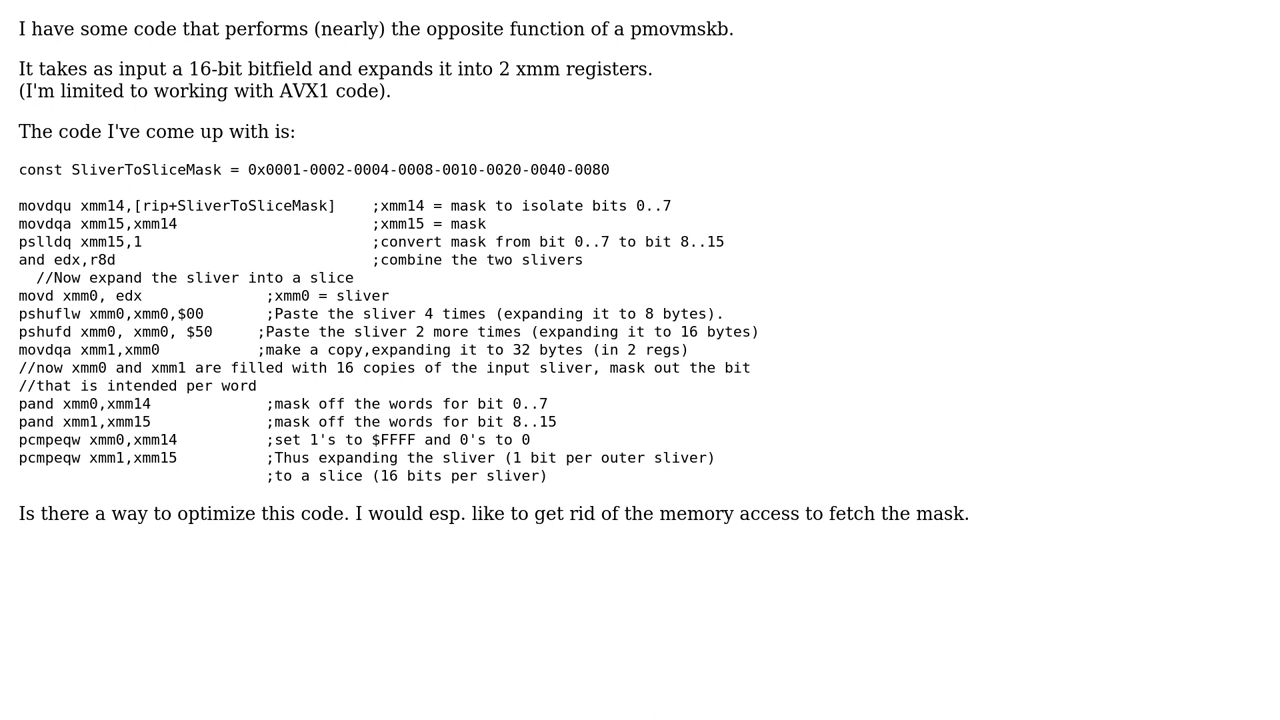 I have some code that performs (nearly) the opposite function of a pmovmskb.
It takes as input a 16-bit bitfield and expands it into 2 xmm registers.
(I'm limited to working with AVX1 code).
The code I've come up with is:
const SliverToSliceMask = 0x0001-0002-0004-0008-0010-0020-0040-0080
movdqu xmm14,[rip+SliverToSliceMask]    ;xmm14 = mask to isolate bits 0..7
movdqa xmm15,xmm14                      ;xmm15 = mask
pslldq xmm15,1                          ;convert mask from bit 0..7 to bit 8..15
and edx,r8d                             ;combine the two slivers
  //Now expand the sliver into a slice
movd xmm0, edx              ;xmm0 = sliver
pshuflw xmm0,xmm0,$00       ;Paste the sliver 4 times (expanding it to 8 bytes).
pshufd xmm0, xmm0, $50     ;Paste the sliver 2 more times (expanding it to 16 bytes)
movdqa xmm1,xmm0           ;make a copy,expanding it to 32 bytes (in 2 regs)
//now xmm0 and xmm1 are filled with 16 copies of the input sliver, mask out the bit
//that is intended per word
pand xmm0,xmm14             ;mask off the words for bit 0..7
pand xmm1,xmm15             ;mask off the words for bit 8..15
pcmpeqw xmm0,xmm14          ;set 1's to $FFFF and 0's to 0
pcmpeqw xmm1,xmm15          ;Thus expanding the sliver (1 bit per outer sliver)
                            ;to a slice (16 bits per sliver)
Is there a way to optimize this code. I would esp. like to get rid of the memory access to fetch the mask.